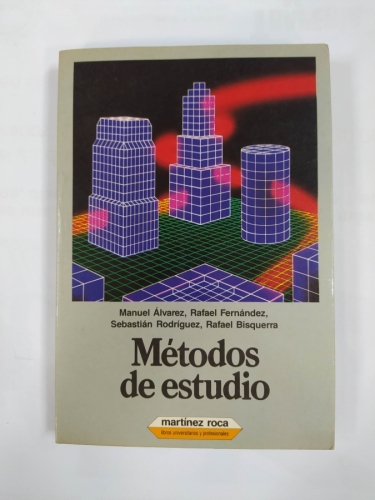 Manuel Álvarez, Rafael Fernández,
Sebastián Rodríguez, Rafael Bisquerra
Métodos
de estudio
martínez roca
libros universitarios y profesionales